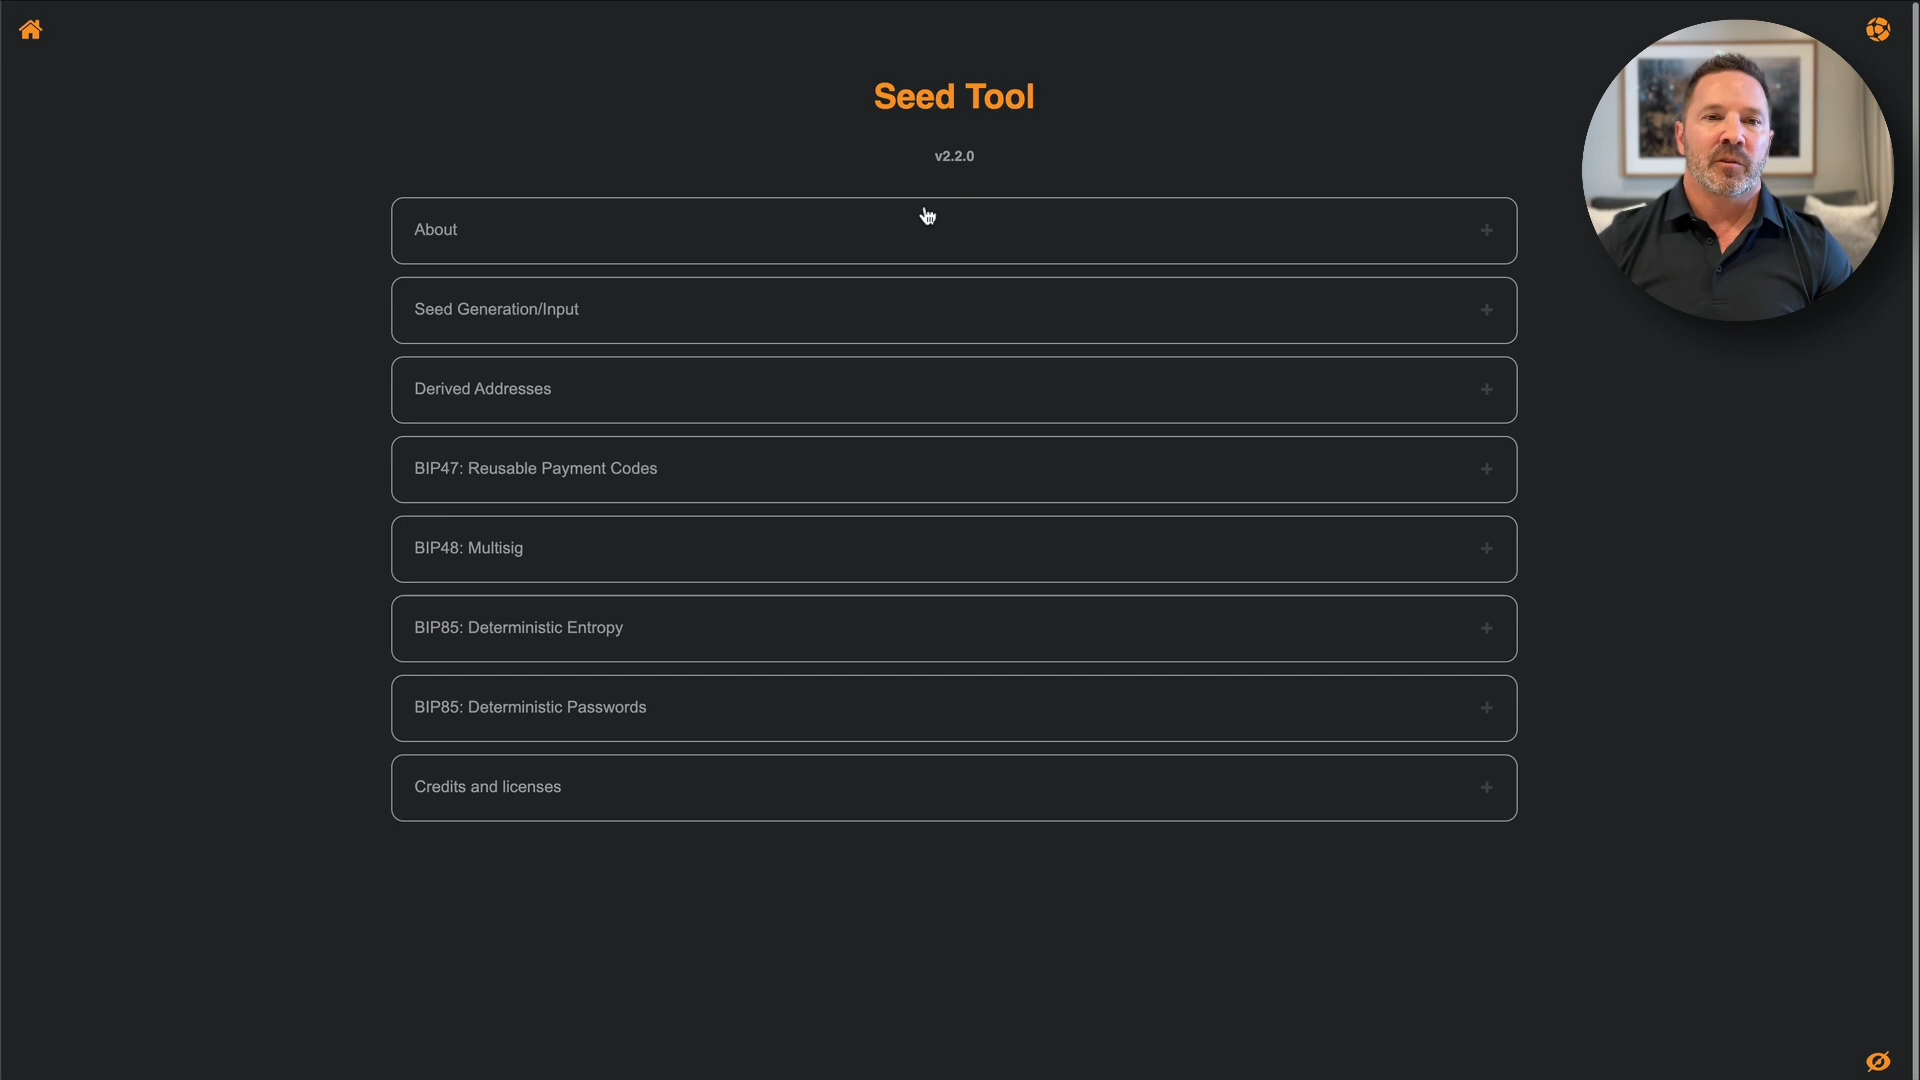 Seed Tool
v2.2.0
About
Seed Generation/Input
Derived Addresses
BIP47: Reusable Payment Codes
BIP48: Multisig
BIP85: Deterministic Entropy
BIP85: Deterministic Passwords
Credits and licenses